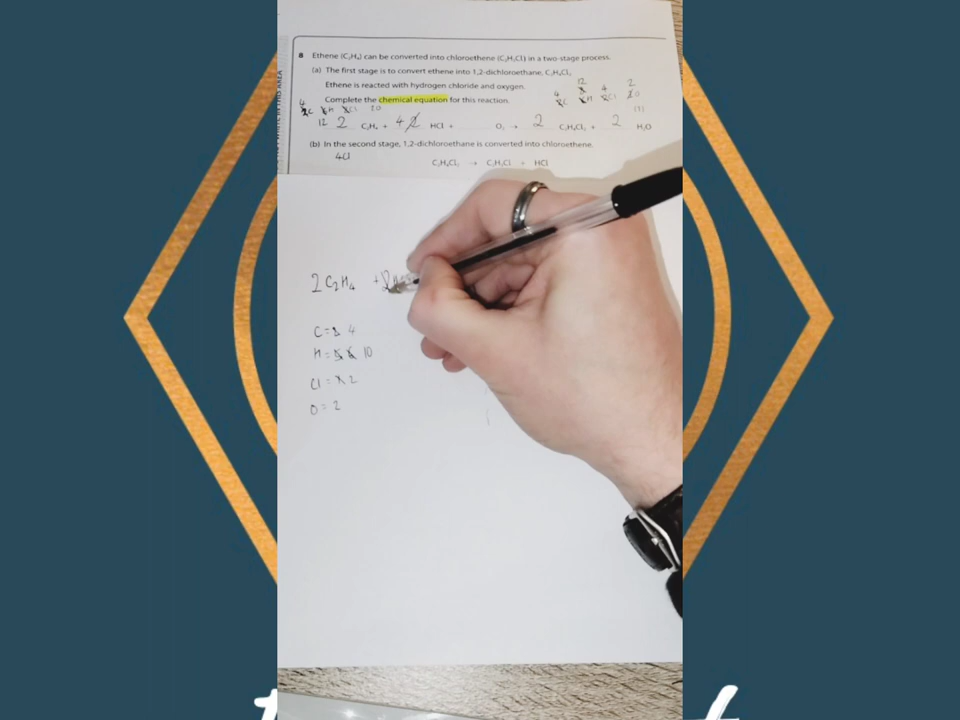 8 Ethene (C₂H₄) can be converted into chloroethene (C₂H₃Cl) in a two-stage process.
(a) The first stage is to convert ethene into 1,2-dichloroethane, C₂H₄Cl₂.
Ethene is reacted with hydrogen chloride and oxygen.
Complete the chemical equation for this reaction.
(1)
2 C₂H₄ + 4 HCl + O₂ → 2 C₂H₄Cl₂ + 2 H₂O
(b) In the second stage, 1,2-dichloroethane is converted into chloroethene.
4Cl
C₂H₄Cl₂ → C₂H₃Cl + HCl
2C₂H₄ +
C = 4
H = 10
Cl = 2
O = 2